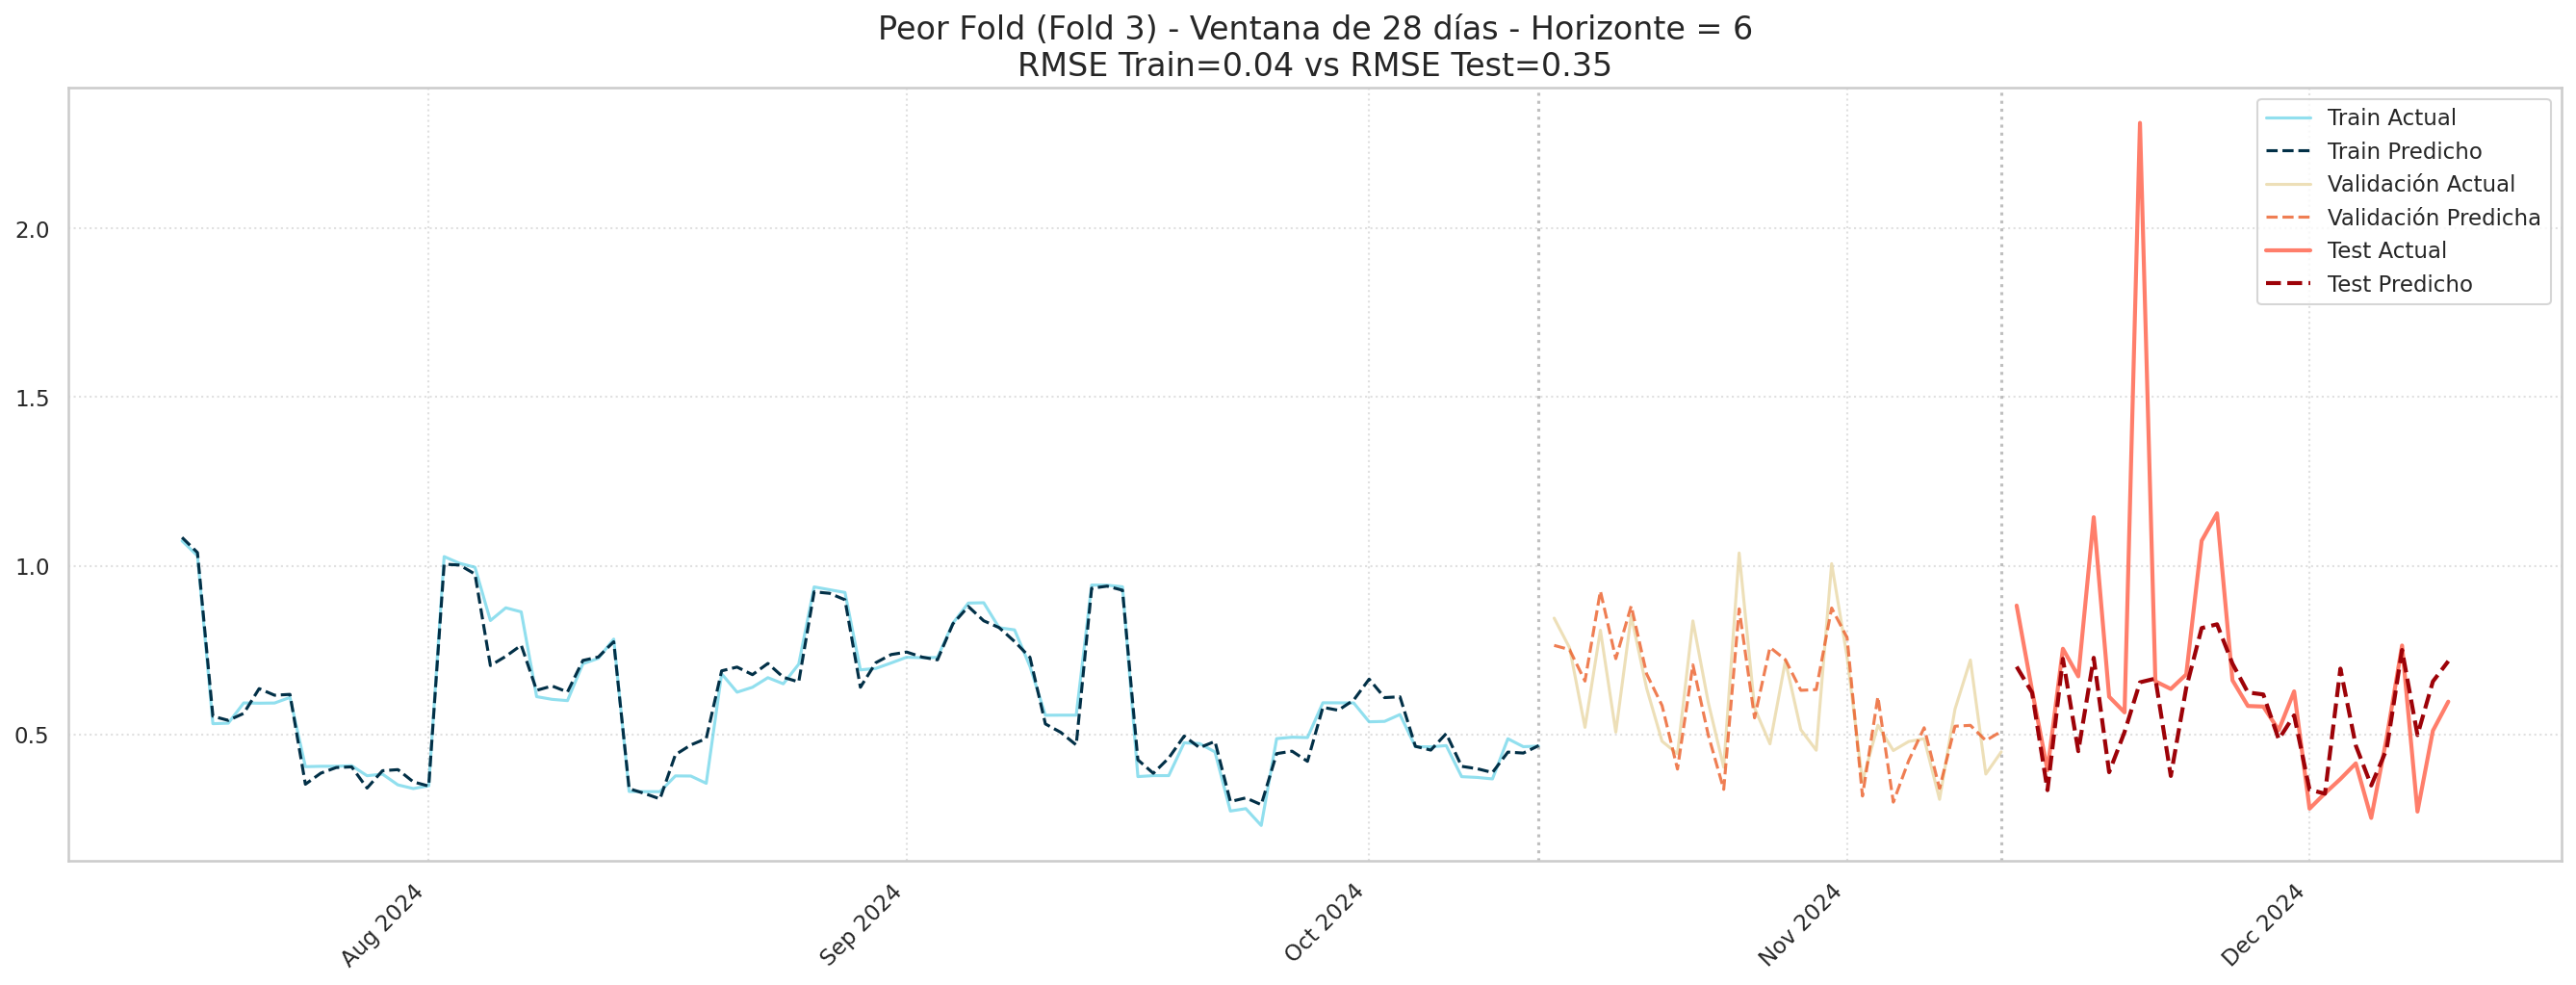 Peor Fold (Fold 3) - Ventana de 28 días - Horizonte = 6
RMSE Train=0.04 vs RMSE Test=0.35
Train Actual
Train Predicho
Validación Actual
Validación Predicha
Test Actual
Test Predicho
2.0
1.5
1.0
0.5
Aug 2024
Sep 2024
Oct 2024
Nov 2024
Dec 2024